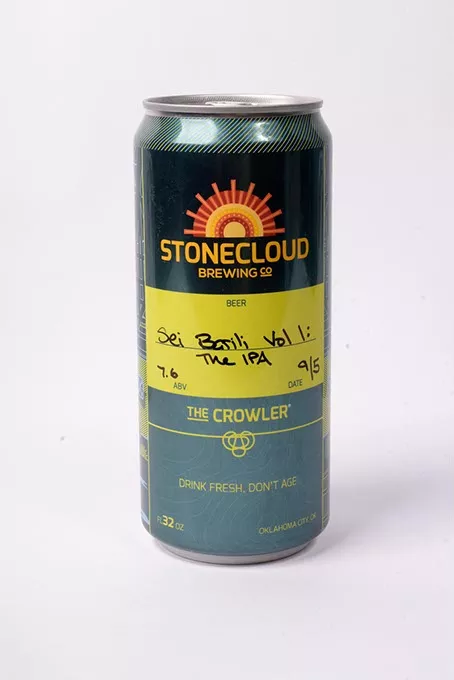 STONECLOUD
BREWING CO
BEER
Sei Barili Vol 1:
The IPA
7.6 9/5
ABV DATE
THE CROWLER®
DRINK FRESH, DON'T AGE
FL 32 OZ OKLAHOMA CITY, OK